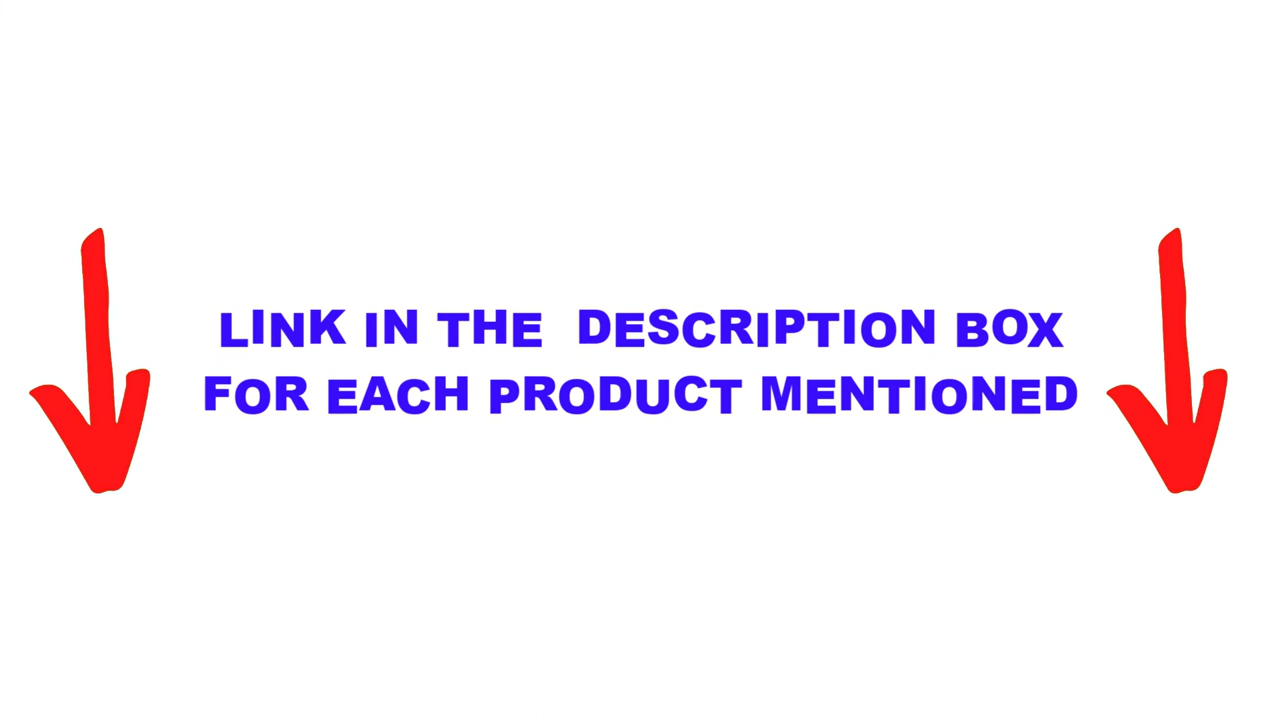 LINK IN THE DESCRIPTION BOX
FOR EACH PRODUCT MENTIONED